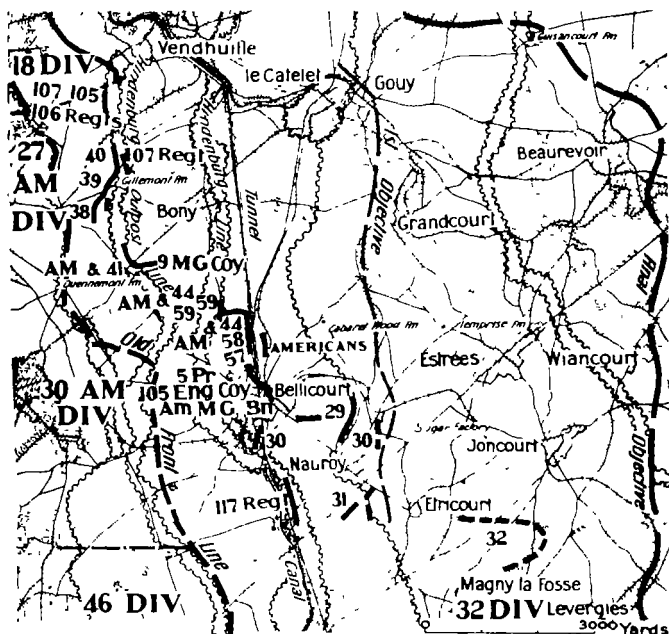 Guisancourt Fm
Vendhuille
le Catelet
Gouy
18 DIV
107 105
106 Regts
Hindenburg
Hindenburg Line
27
AM
DIV
40
107 Regt
39
38
Gillemont Fm
Outpost
Line
Bony
Tunnel
1st Objective
Beaurevoir
Grandcourt
Final
Objective
AM & 41
9 MG Coy
Quennemont Fm
AM & 44
59
59
& 44
AM 58
57
AMERICANS
Cabaret Wood Fm
Estrées
Wiancourt
Old
Front
Line
30 AM
DIV
5 Pr
105 Eng Coy
Am MG Bn
Bellicourt
29
30
30
Sugar Factory
Joncourt
Nauroy
31
Etricourt
117 Reg
32
Canal
Magny la Fosse
46 DIV
32 DIV
Levergies
3000 Yards